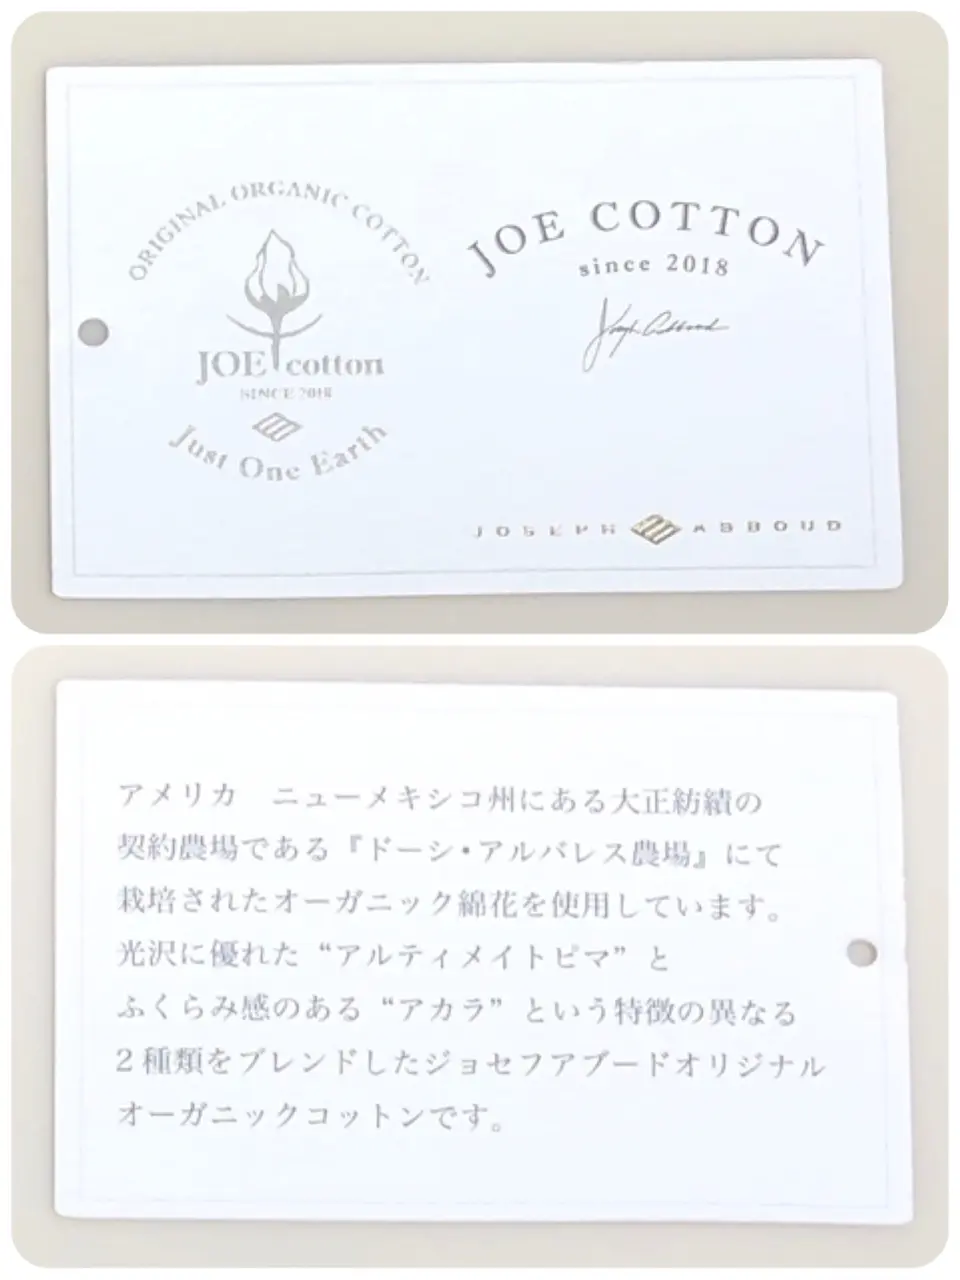 ORIGINAL ORGANIC COTTON
JOE cotton
SINCE 2018
Just One Earth
JOE COTTON
since 2018
Joseph Abboud
JOSEPH ABBOUD
アメリカ　ニューメキシコ州にある大正紡績の
契約農場である『ドーシ・アルバレス農場』にて
栽培されたオーガニック綿花を使用しています。
光沢に優れた“アルティメイトピマ”と
ふくらみ感のある“アカラ”という特徴の異なる
2種類をブレンドしたジョセフアブードオリジナル
オーガニックコットンです。